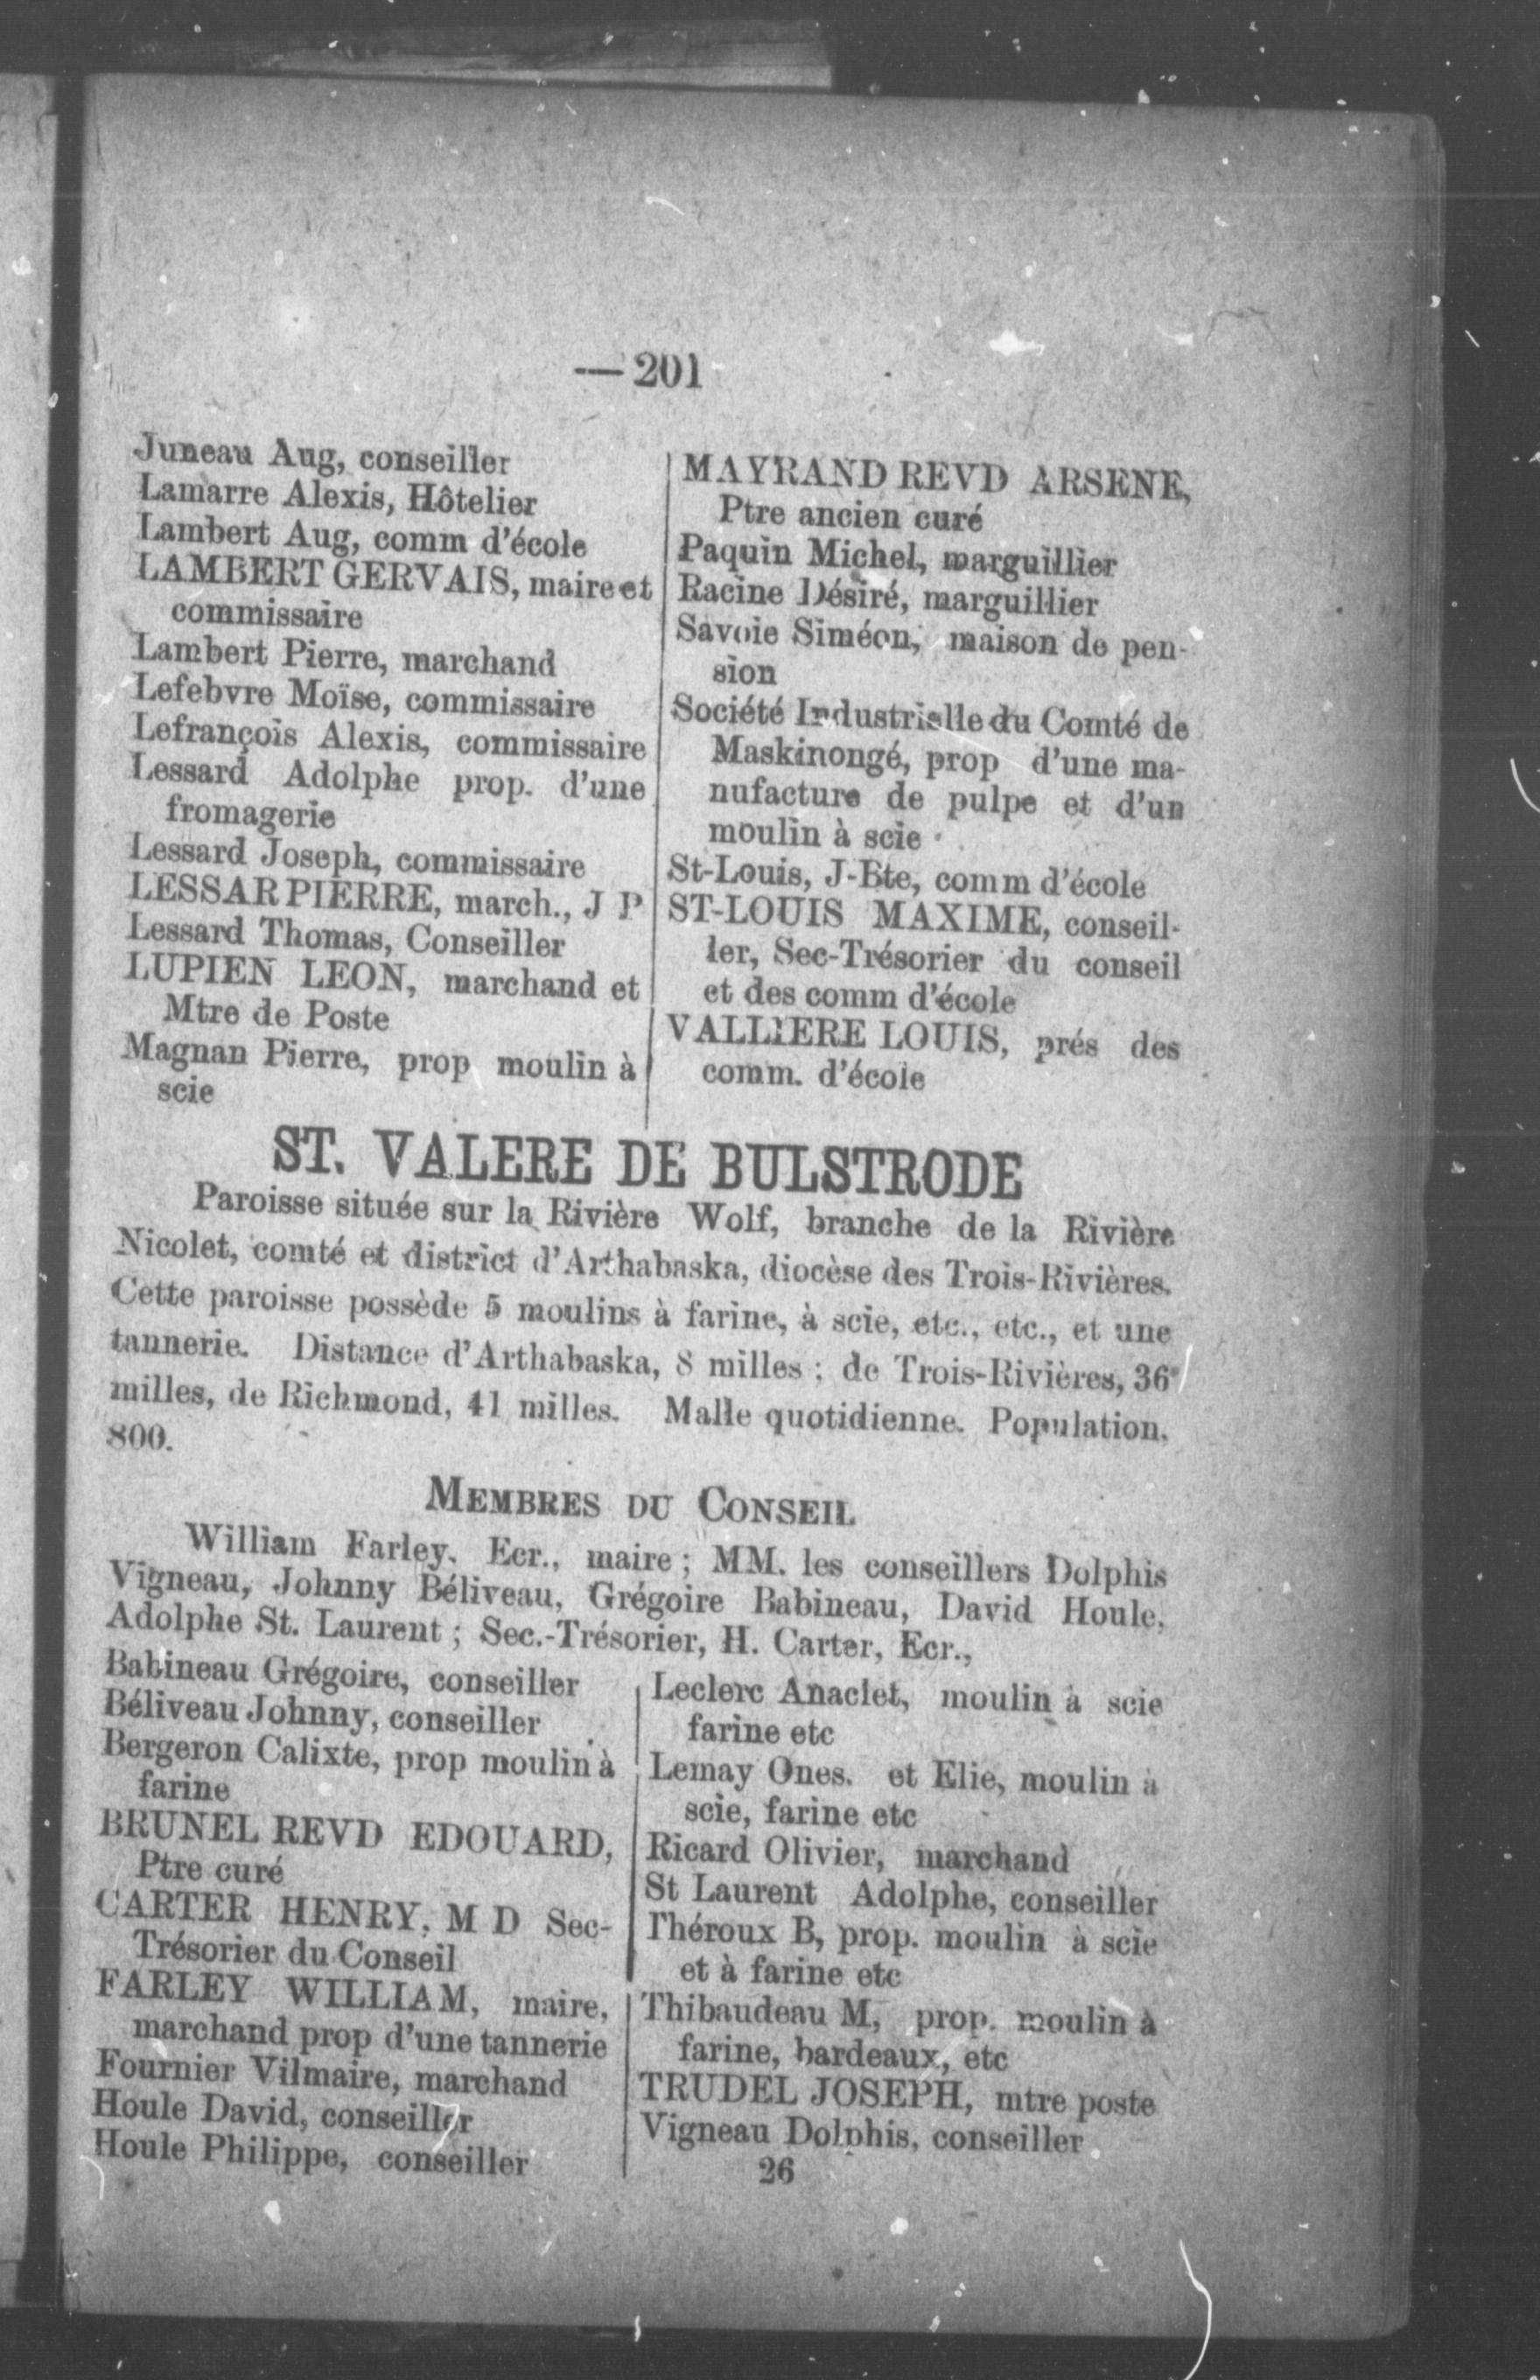 —201
Juneau Aug, conseiller
Lamarre Alexis, Hôtelier
Lambert Aug, comm d'école
LAMBERT GERVAIS, maire et
commissaire
Lambert Pierre, marchand
Lefebvre Moïse, commissaire
Lefrançois Alexis, commissaire
Lessard Adolphe prop. d'une
fromagerie
Lessard Joseph, commissaire
LESSAR PIERRE, march., J P
Lessard Thomas, Conseiller
LUPIEN LEON, marchand et
Mtre de Poste
Magnan Pierre, prop moulin à
scie
MAYRAND REVD ARSENE,
Ptre ancien curé
Paquin Michel, marguillier
Racine Désiré, marguillier
Savoie Siméon, maison de pen-
sion
Société Industrielle du Comté de
Maskinongé, prop d'une ma-
nufacture de pulpe et d'un
moulin à scie
St-Louis, J-Bte, comm d'école
ST-LOUIS MAXIME, conseil-
ler, Sec-Trésorier du conseil
et des comm d'école
VALLIERE LOUIS, prés des
comm. d'école
ST. VALERE DE BULSTRODE
Paroisse située sur la Rivière Wolf, branche de la Rivière
Nicolet, comté et district d'Arthabaska, diocèse des Trois-Rivières.
Cette paroisse possède 5 moulins à farine, à scie, etc., etc., et une
tannerie. Distance d'Arthabaska, 8 milles ; de Trois-Rivières, 36
milles, de Richmond, 41 milles. Malle quotidienne. Population,
800.
MEMBRES DU CONSEIL
William Farley, Ecr., maire ; MM. les conseillers Dolphis
Vigneau, Johnny Béliveau, Grégoire Babineau, David Houle,
Adolphe St. Laurent ; Sec.-Trésorier, H. Carter, Ecr.,
Babineau Grégoire, conseiller
Béliveau Johnny, conseiller
Bergeron Calixte, prop moulin à
farine
BRUNEL REVD EDOUARD,
Ptre curé
CARTER HENRY, M D Sec-
Trésorier du Conseil
FARLEY WILLIAM, maire,
marchand prop d'une tannerie
Fournier Vilmaire, marchand
Houle David, conseiller
Houle Philippe, conseiller
Leclerc Anaclet, moulin à scie
farine etc
Lemay Ones. et Elie, moulin à
scie, farine etc
Ricard Olivier, marchand
St Laurent Adolphe, conseiller
Théroux B, prop. moulin à scie
et à farine etc
Thibaudeau M, prop. moulin à
farine, bardeaux, etc
TRUDEL JOSEPH, mtre poste
Vigneau Dolphis, conseiller
26